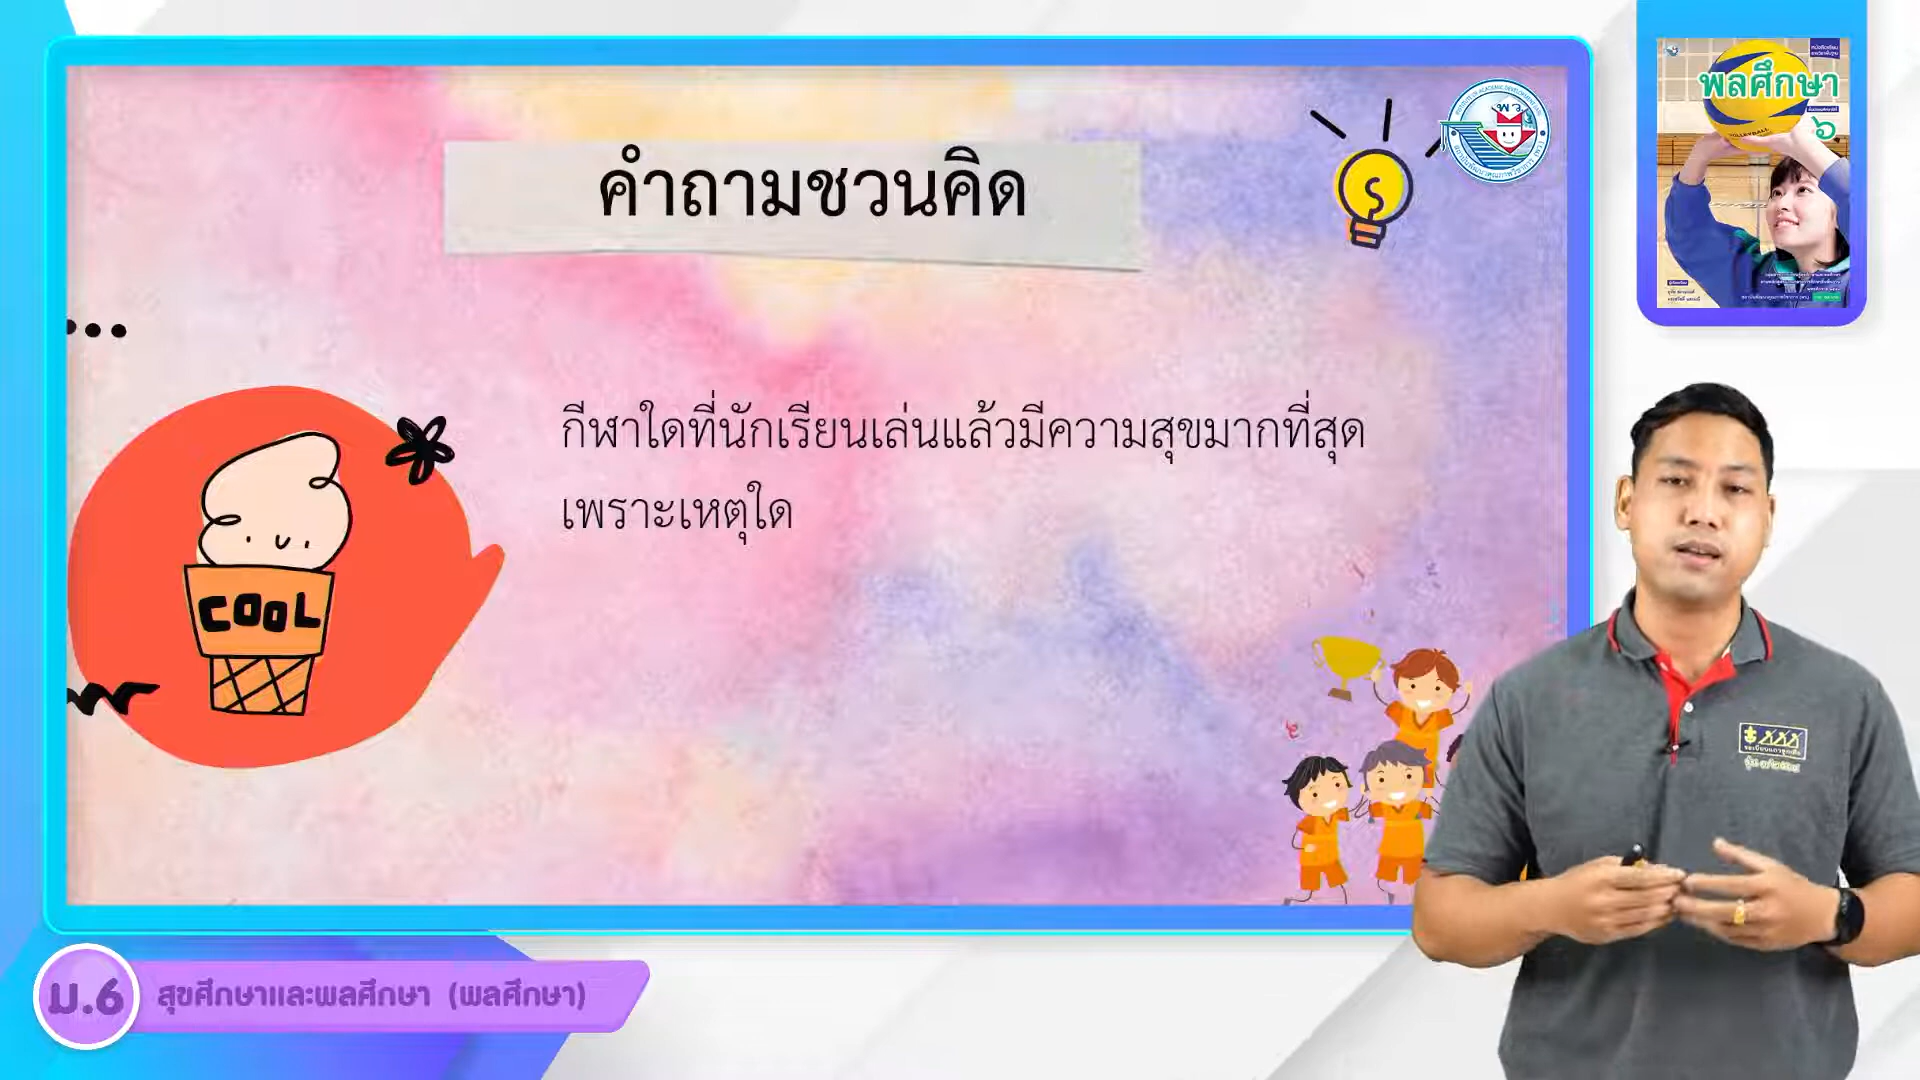 คำถามชวนคิด
กีฬาใดที่นักเรียนเล่นแล้วมีความสุขมากที่สุด
เพราะเหตุใด
COOL
พว
พลศึกษา
๖
VOLLEYBALL
ม.6
สุขศึกษาและพลศึกษา (พลศึกษา)